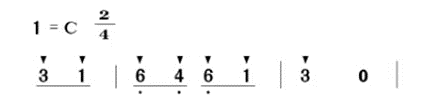 1 = C 2/4
▼ ▼ ▼ ▼ ▼ ▼ ▼
3 1 | 6̣ 4̣ 6̣ 1 | 3 0 |